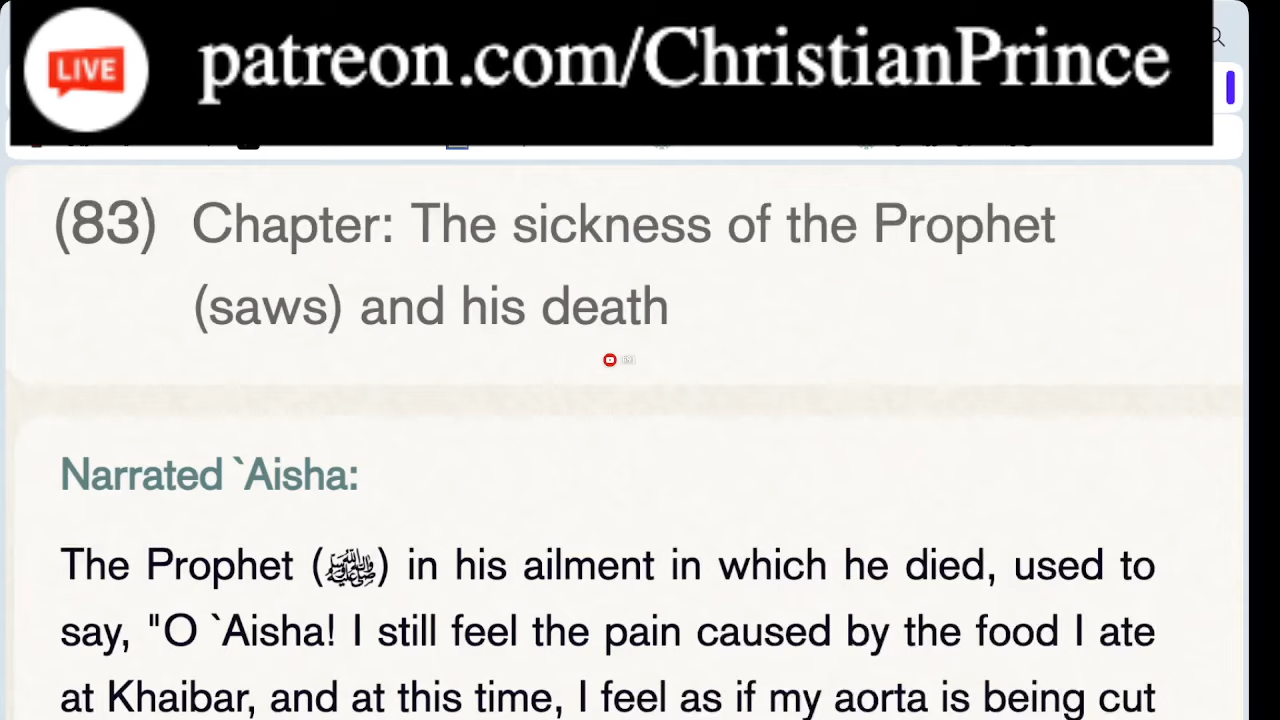 LIVE
patreon.com/ChristianPrince
(83) Chapter: The sickness of the Prophet
(saws) and his death
Narrated `Aisha:
The Prophet (ﷺ) in his ailment in which he died, used to
say, "O `Aisha! I still feel the pain caused by the food I ate
at Khaibar, and at this time, I feel as if my aorta is being cut